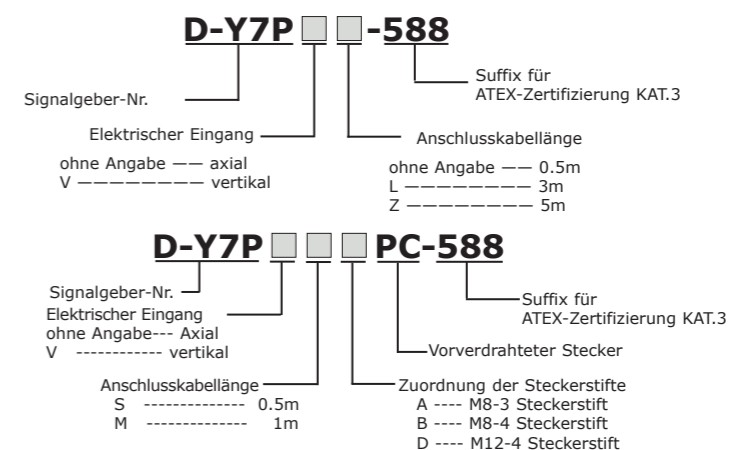 D-Y7P□□-588
Suffix für
ATEX-Zertifizierung KAT.3
Signalgeber-Nr.
Elektrischer Eingang
Anschlusskabellänge
ohne Angabe —— axial
V ———————— vertikal
ohne Angabe —— 0.5m
L ———————— 3m
Z ———————— 5m
D-Y7P□□□PC-588
Signalgeber-Nr.
Suffix für
ATEX-Zertifizierung KAT.3
Elektrischer Eingang
ohne Angabe--- Axial
V ------------ vertikal
Vorverdrahteter Stecker
Anschlusskabellänge
S -------------- 0.5m
M -------------- 1m
Zuordnung der Steckerstifte
A ---- M8-3 Steckerstift
B ---- M8-4 Steckerstift
D ---- M12-4 Steckerstift